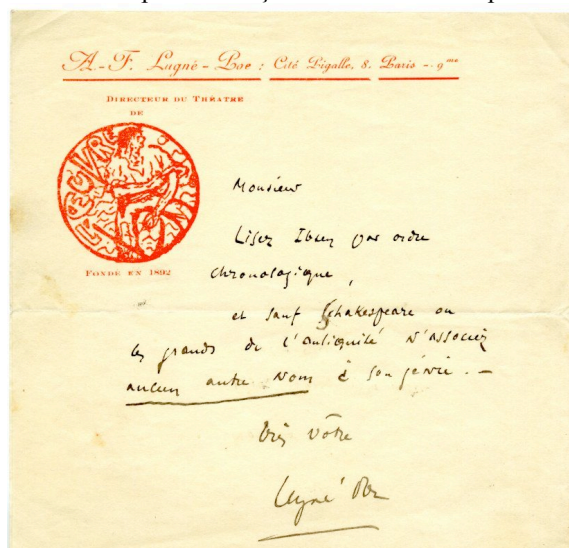 A.-F. Lugné-Poe : Cité Pigalle, 8. Paris - 9me
DIRECTEUR DU THÉATRE
DE
L'OEUVRE
FONDÉ EN 1892
Monsieur
Lisez Ibsen par ordre
chronologique,
et sauf Shakespeare ou
les grands de l'antiquité N'associez
aucun autre Nom à son génie. —
Très vôtre
Lugné Poe